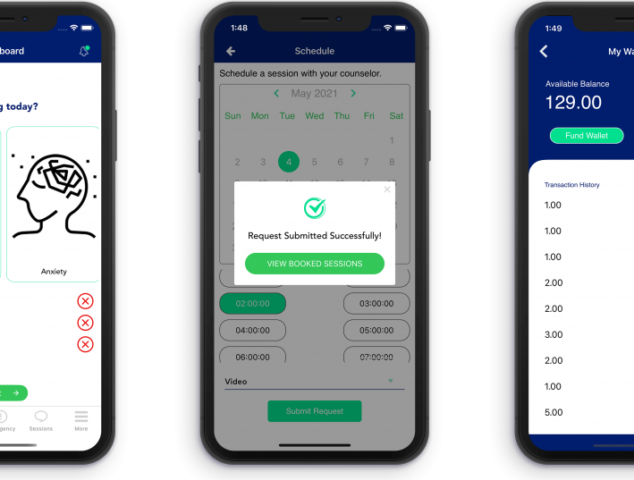 board
g today?
Anxiety
gency
Sessions
More
1:48
Schedule
Schedule a session with your counselor.
May 2021
Sun Mon Tue Wed Thu Fri Sat
1
2 3 4 5 6 7 8
Request Submitted Successfully!
VIEW BOOKED SESSIONS
02:00:00 03:00:00
04:00:00 05:00:00
06:00:00 07:00:00
Video
Submit Request
1:49
My Wa
Available Balance
129.00
Fund Wallet
Transaction History
1.00
1.00
1.00
2.00
2.00
3.00
2.00
1.00
5.00